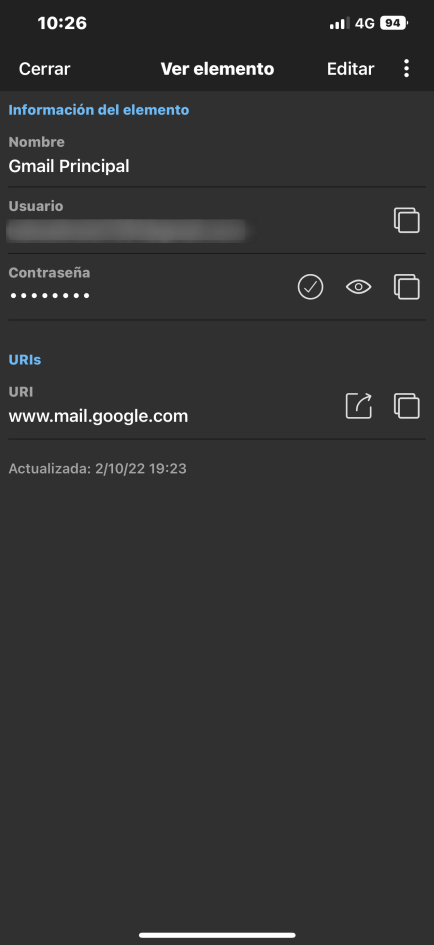 10:26
4G
94
Cerrar
Ver elemento
Editar
Información del elemento
Nombre
Gmail Principal
Usuario
Contraseña
••••••••
URIs
URI
www.mail.google.com
Actualizada: 2/10/22 19:23